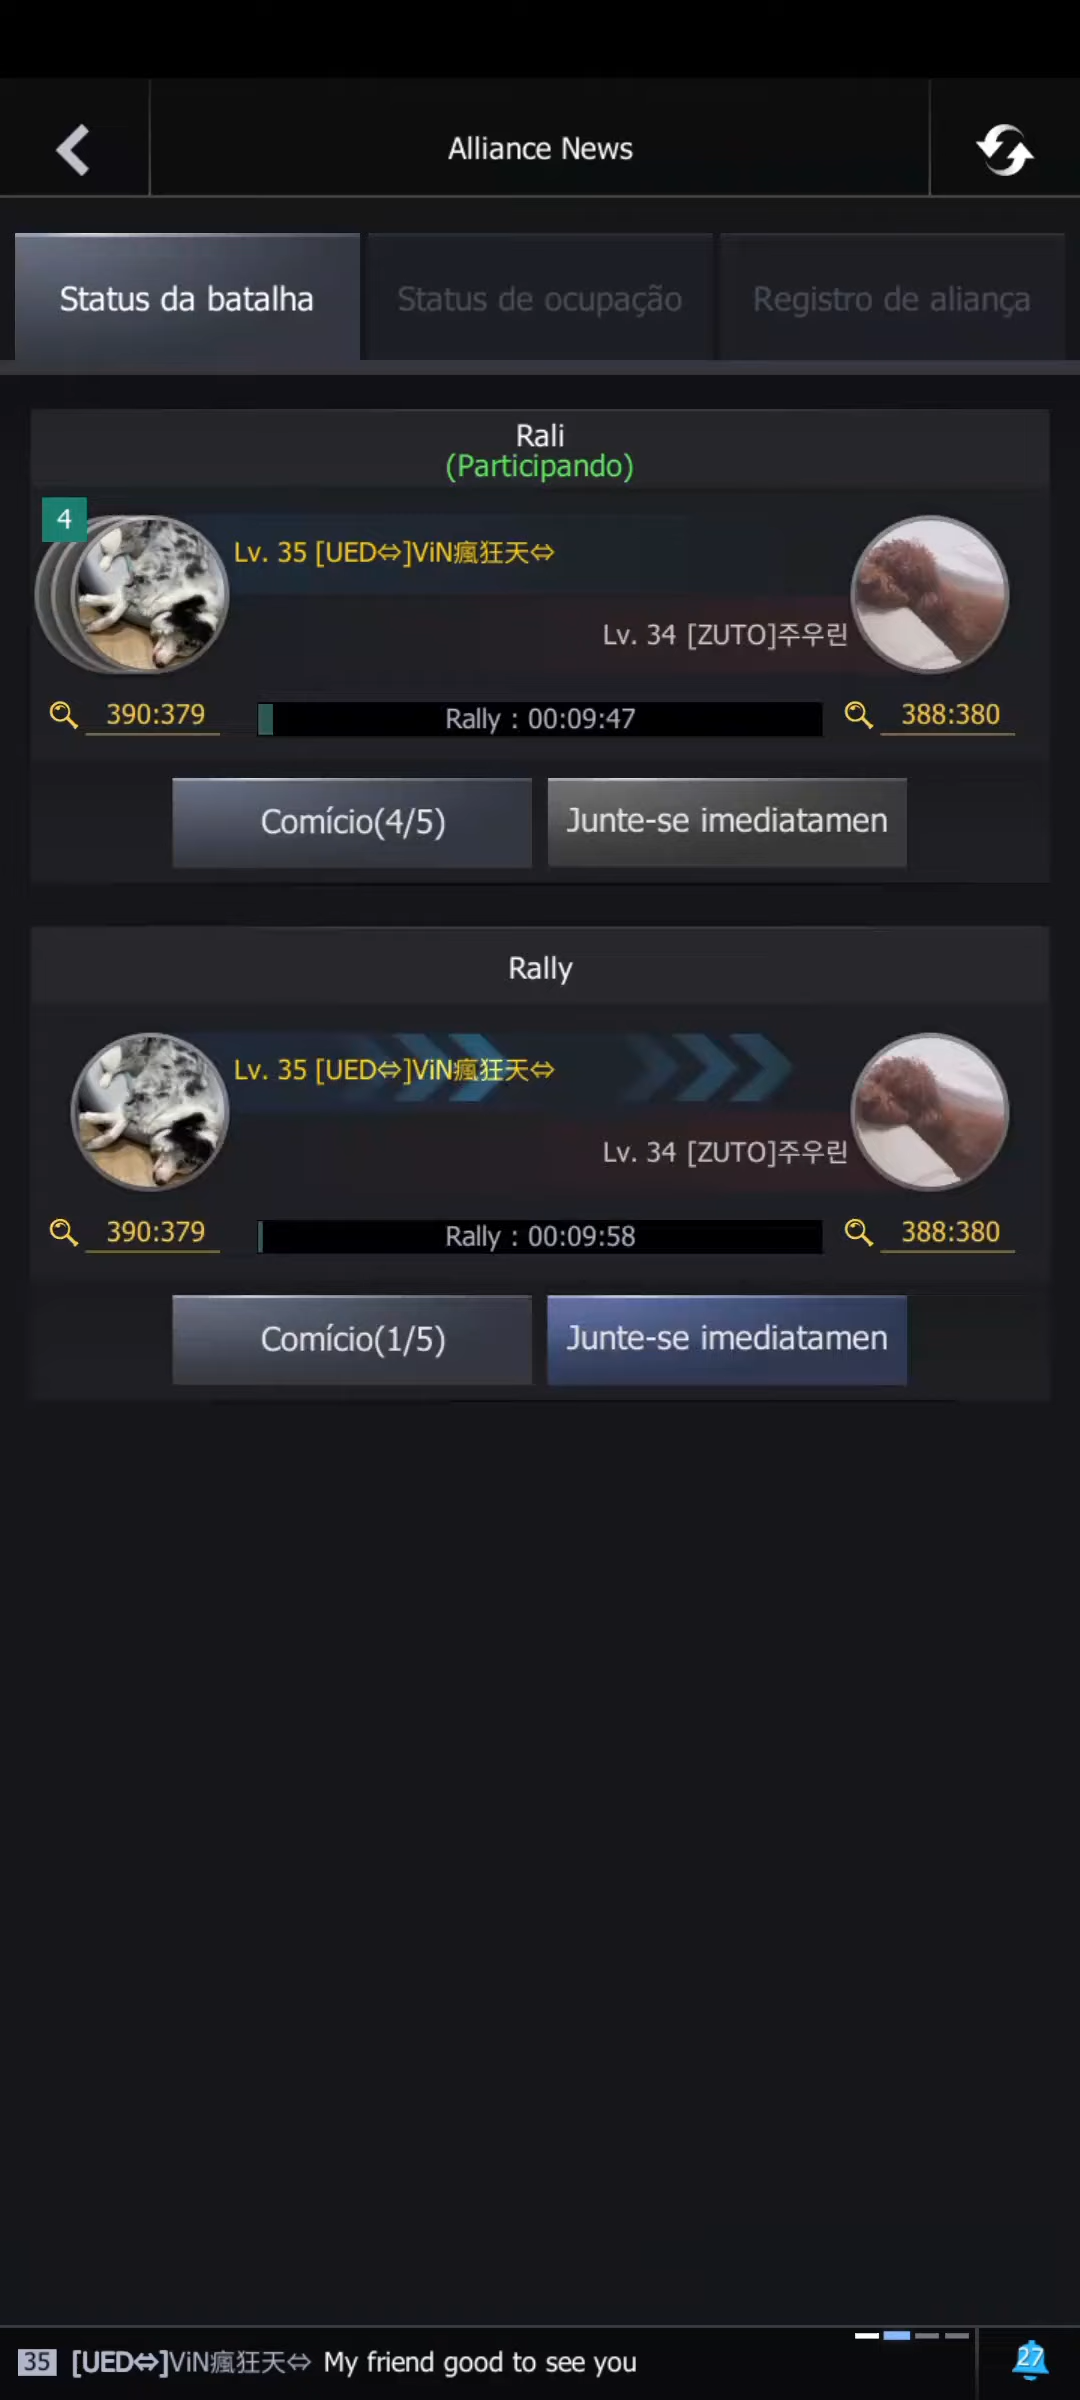 Alliance News
Status da batalha
Status de ocupação
Registro de aliança
Rali
(Participando)
4
Lv. 35 [UED⇔]ViN瘋狂天⇔
Lv. 34 [ZUTO]주우린
390:379
Rally : 00:09:47
388:380
Comício(4/5)
Junte-se imediatamen
Rally
Lv. 35 [UED⇔]ViN瘋狂天⇔
Lv. 34 [ZUTO]주우린
390:379
Rally : 00:09:58
388:380
Comício(1/5)
Junte-se imediatamen
35 [UED⇔]ViN瘋狂天⇔ My friend good to see you
27